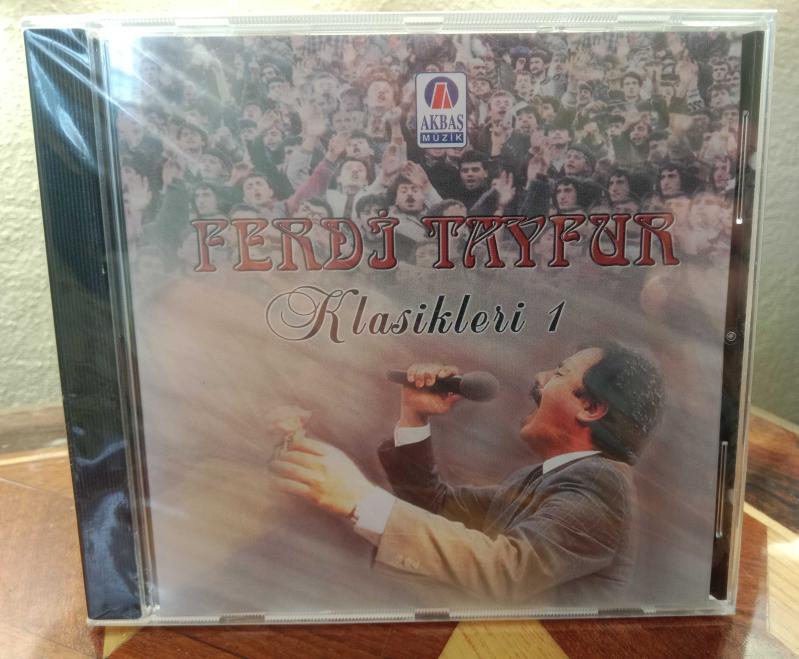 AKBAŞ
MÜZİK
FERDİ TAYFUR
Klasikleri 1